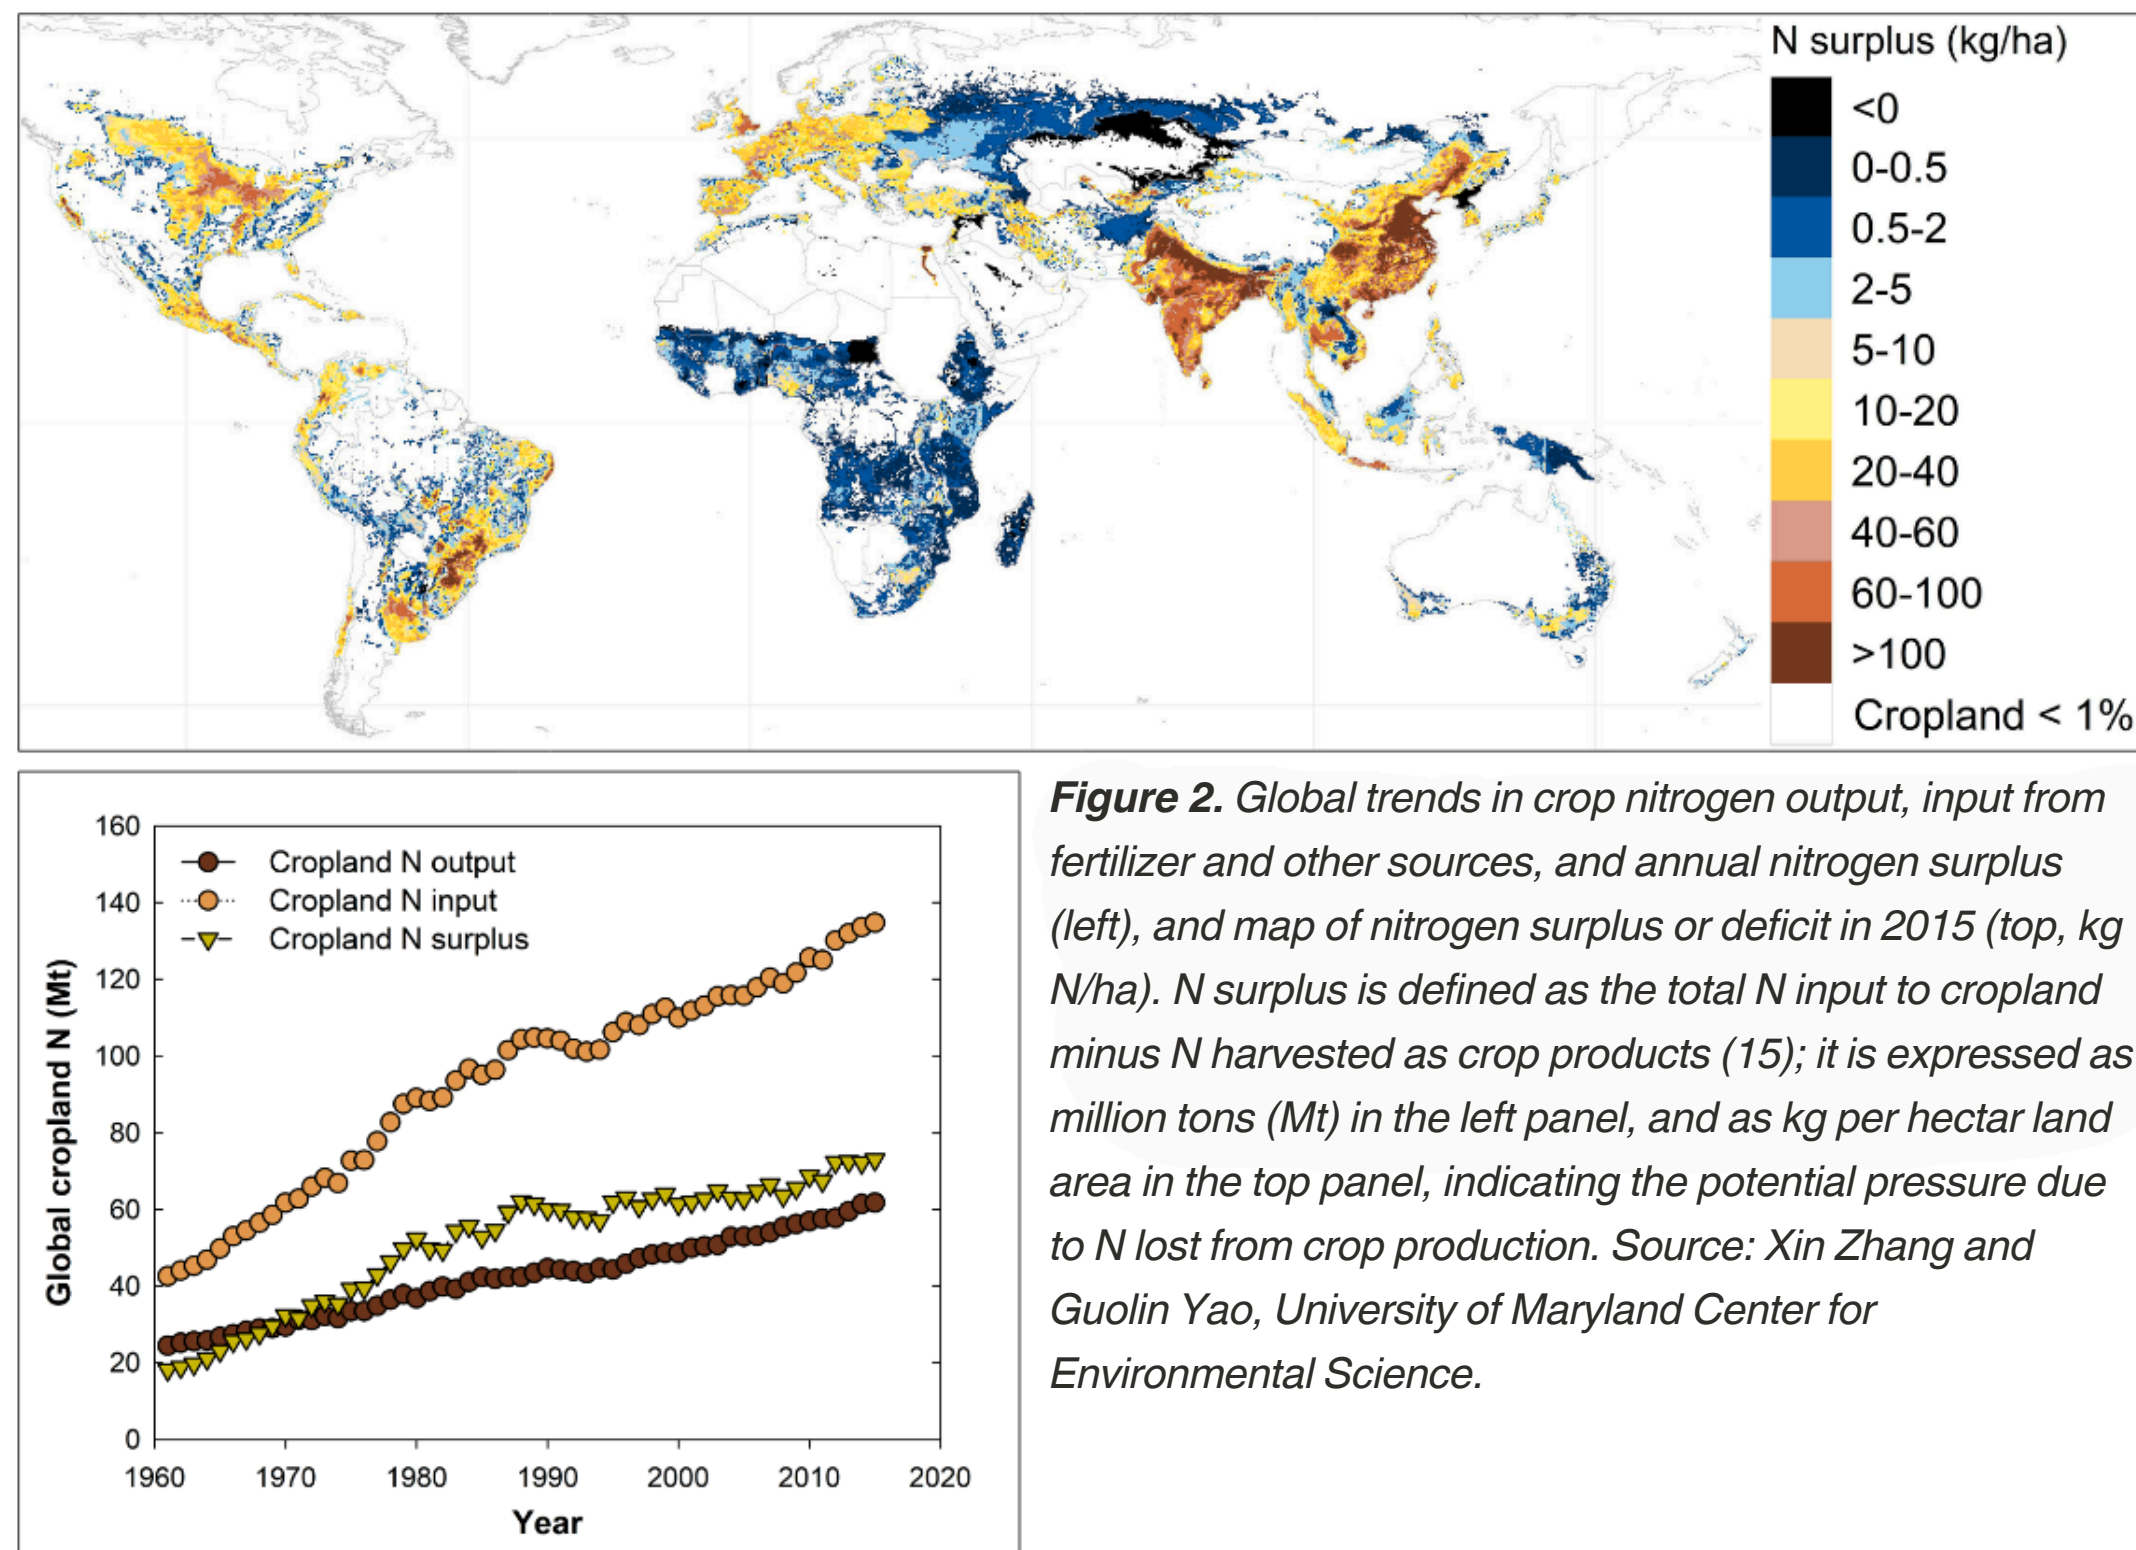 N surplus (kg/ha)
<0
0-0.5
0.5-2
2-5
5-10
10-20
20-40
40-60
60-100
>100
Cropland < 1%
160
140
120
100
80
60
40
20
0
Global cropland N (Mt)
Cropland N output
Cropland N input
Cropland N surplus
1960 1970 1980 1990 2000 2010 2020
Year
Figure 2. Global trends in crop nitrogen output, input from
fertilizer and other sources, and annual nitrogen surplus
(left), and map of nitrogen surplus or deficit in 2015 (top, kg
N/ha). N surplus is defined as the total N input to cropland
minus N harvested as crop products (15); it is expressed as
million tons (Mt) in the left panel, and as kg per hectar land
area in the top panel, indicating the potential pressure due
to N lost from crop production. Source: Xin Zhang and
Guolin Yao, University of Maryland Center for
Environmental Science.